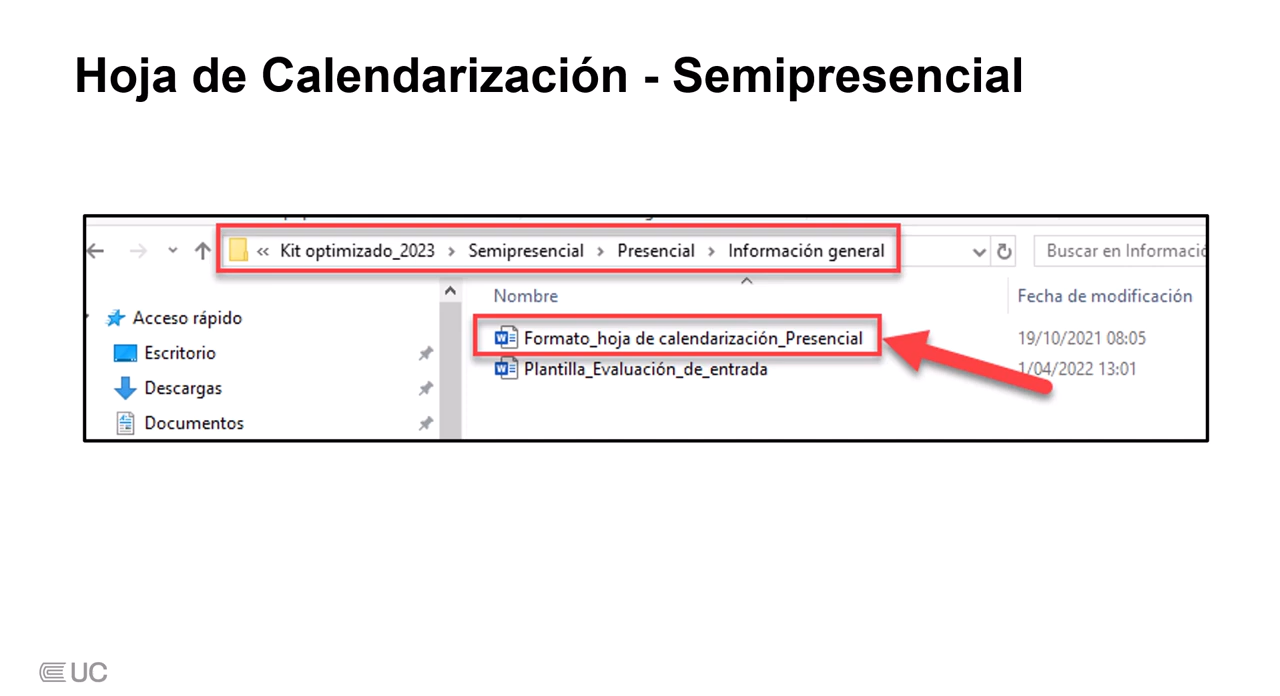 Hoja de Calendarización - Semipresencial
« Kit optimizado_2023 > Semipresencial > Presencial > Información general
Buscar en Informació
Nombre
Fecha de modificación
Acceso rápido
Formato_hoja de calendarización_Presencial
19/10/2021 08:05
Escritorio
Plantilla_Evaluación_de_entrada
1/04/2022 13:01
Descargas
Documentos
UC